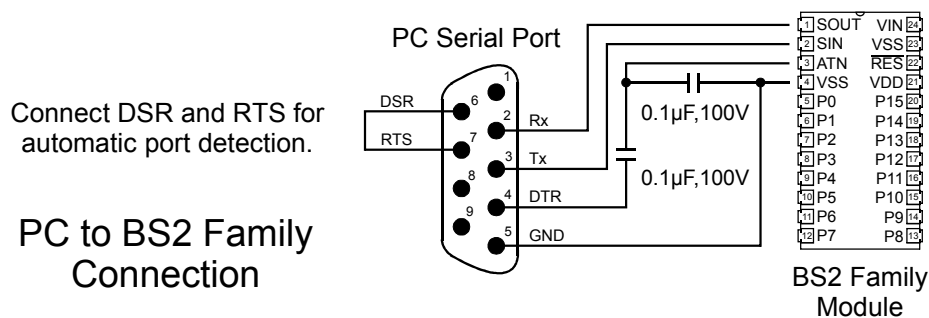 PC Serial Port
Connect DSR and RTS for
automatic port detection.
PC to BS2 Family
Connection
DSR
RTS
1
6
2
7
3
8
4
9
5
Rx
Tx
DTR
GND
0.1µF,100V
0.1µF,100V
1 SOUT VIN 24
2 SIN VSS 23
3 ATN RES 22
4 VSS VDD 21
5 P0 P15 20
6 P1 P14 19
7 P2 P13 18
8 P3 P12 17
9 P4 P11 16
10 P5 P10 15
11 P6 P9 14
12 P7 P8 13
BS2 Family
Module